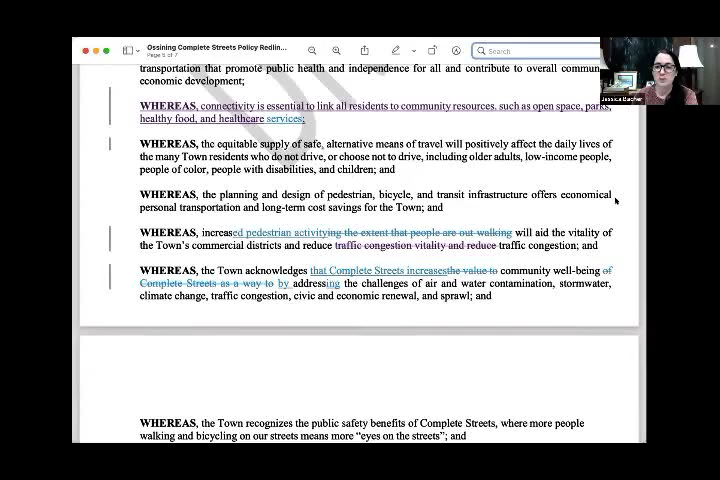 Ossining Complete Streets Policy Redlin...
Page 5 of 7
Search
Jessica Bacher
transportation that promote public health and independence for all and contribute to overall commun
economic development;
WHEREAS, connectivity is essential to link all residents to community resources, such as open space, parks,
healthy food, and healthcare services;
WHEREAS, the equitable supply of safe, alternative means of travel will positively affect the daily lives of
the many Town residents who do not drive, or choose not to drive, including older adults, low-income people,
people of color, people with disabilities, and children; and
WHEREAS, the planning and design of pedestrian, bicycle, and transit infrastructure offers economical
personal transportation and long-term cost savings for the Town; and
WHEREAS, increased pedestrian activitying the extent that people are out walking will aid the vitality of
the Town's commercial districts and reduce traffic congestion vitality and reduce traffic congestion; and
WHEREAS, the Town acknowledges that Complete Streets increasesthe value to community well-being of
Complete Streets as a way to by addressing the challenges of air and water contamination, stormwater,
climate change, traffic congestion, civic and economic renewal, and sprawl; and
WHEREAS, the Town recognizes the public safety benefits of Complete Streets, where more people
walking and bicycling on our streets means more “eyes on the streets”; and